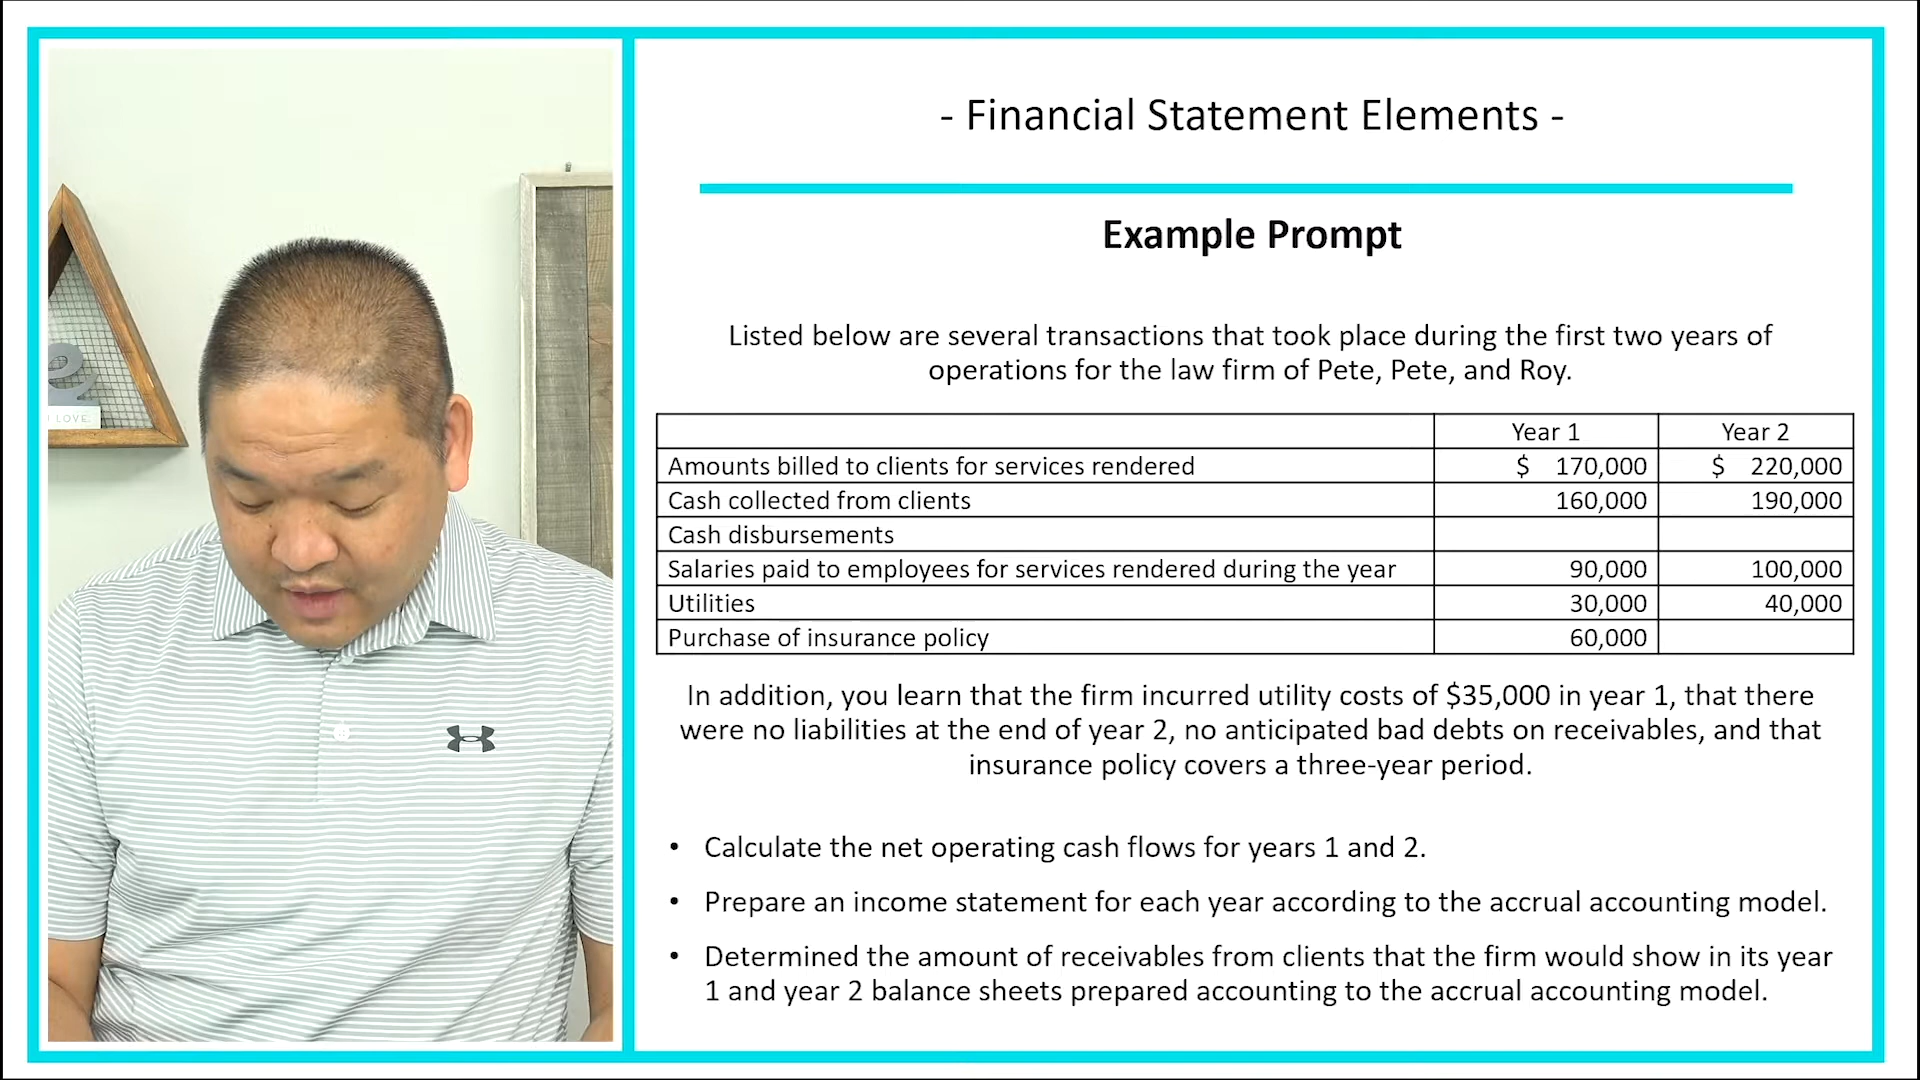 - Financial Statement Elements -
Example Prompt
Listed below are several transactions that took place during the first two years of
operations for the law firm of Pete, Pete, and Roy.
Year 1 Year 2
Amounts billed to clients for services rendered $ 170,000 $ 220,000
Cash collected from clients 160,000 190,000
Cash disbursements
Salaries paid to employees for services rendered during the year 90,000 100,000
Utilities 30,000 40,000
Purchase of insurance policy 60,000
In addition, you learn that the firm incurred utility costs of $35,000 in year 1, that there
were no liabilities at the end of year 2, no anticipated bad debts on receivables, and that
insurance policy covers a three-year period.
• Calculate the net operating cash flows for years 1 and 2.
• Prepare an income statement for each year according to the accrual accounting model.
• Determined the amount of receivables from clients that the firm would show in its year
1 and year 2 balance sheets prepared accounting to the accrual accounting model.
e
LOVE.